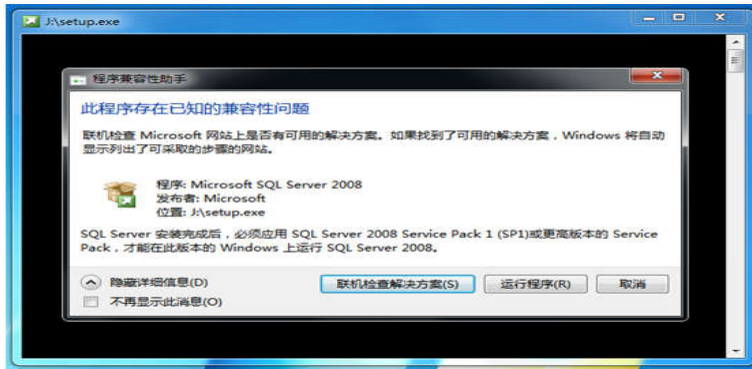 J:\setup.exe
程序兼容性助手
此程序存在已知的兼容性问题
联机检查 Microsoft 网站上是否有可用的解决方案。如果找到了可用的解决方案，Windows 将自动
显示列出了可采取的步骤的网站。
程序: Microsoft SQL Server 2008
发布者: Microsoft
位置: J:\setup.exe
SQL Server 安装完成后，必须应用 SQL Server 2008 Service Pack 1 (SP1)或更高版本的 Service
Pack，才能在此版本的 Windows 上运行 SQL Server 2008。
隐藏详细信息(D) 联机检查解决方案(S) 运行程序(R) 取消
不再显示此消息(O)